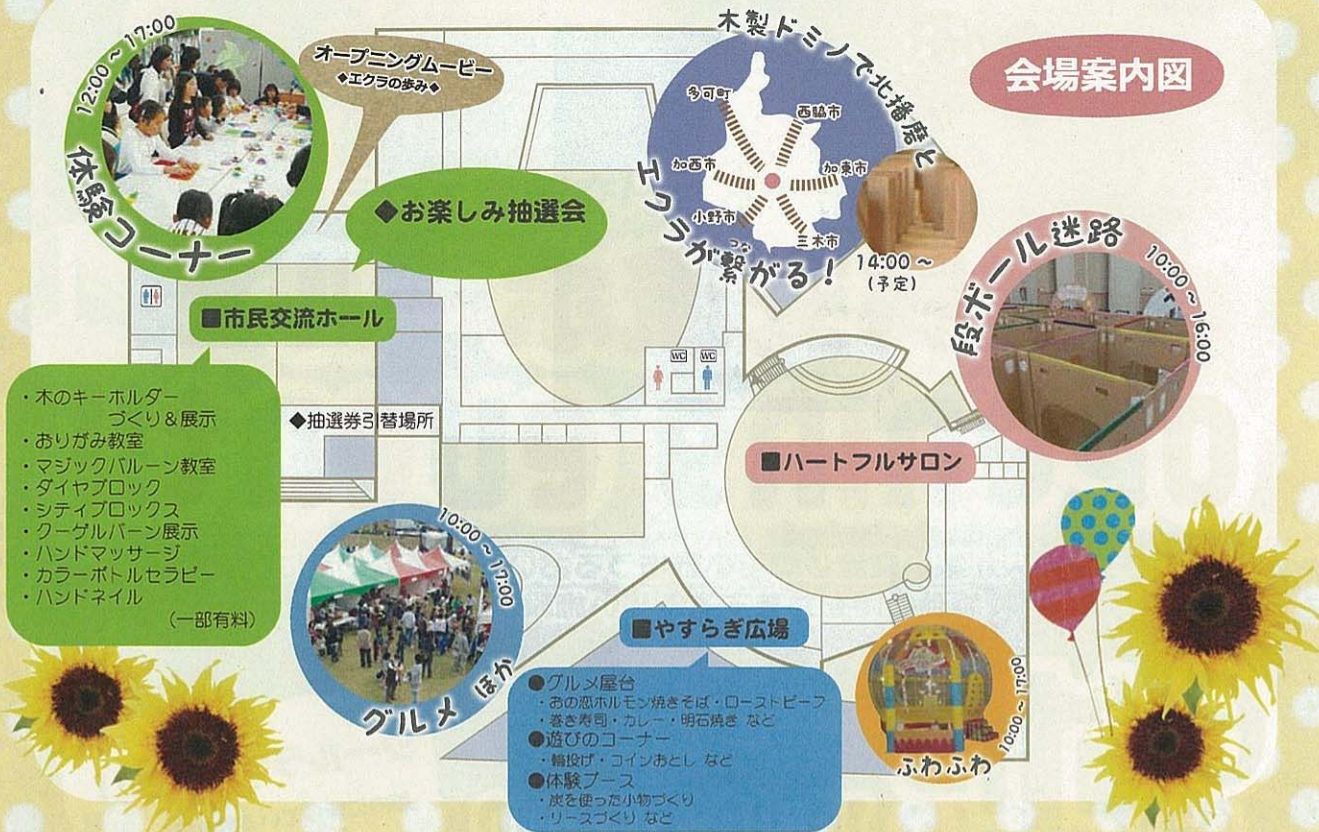 会場案内図
12:00～17:00
体験コーナー
オープニングムービー
◆エクラの歩み◆
◆お楽しみ抽選会
木製ドミノで北播磨と
エクラが繋がる！
つな
多可町
西脇市
加西市
加東市
小野市
三木市
14:00～
(予定)
段ボール迷路
10:00～16:00
■市民交流ホール
・木のキーホルダー
づくり＆展示
・おりがみ教室
・マジックバルーン教室
・ダイヤブロック
・シティブロックス
・クーゲルバーン展示
・ハンドマッサージ
・カラーボトルセラピー
・ハンドネイル
(一部有料)
◆抽選券引替場所
WC
WC
■ハートフルサロン
10:00～17:00
グルメ ほか
■やすらぎ広場
●グルメ屋台
・おの恋ホルモン焼きそば・ローストビーフ
・巻き寿司・カレー・明石焼き など
●遊びのコーナー
・輪投げ・コインおとし など
●体験ブース
・炭を使った小物づくり
・リースづくり など
ふわふわ
10:00～17:00